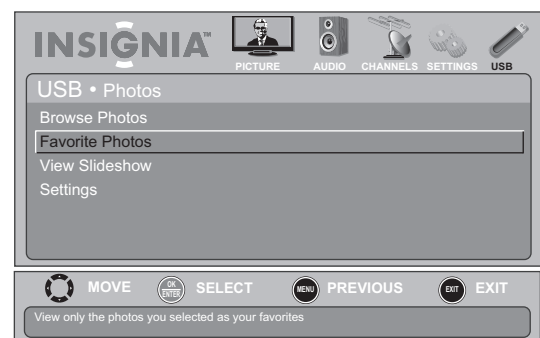 INSIGNIA™
PICTURE AUDIO CHANNELS SETTINGS USB
USB • Photos
Browse Photos
Favorite Photos
View Slideshow
Settings
MOVE OK ENTER SELECT MENU PREVIOUS EXIT EXIT
View only the photos you selected as your favorites